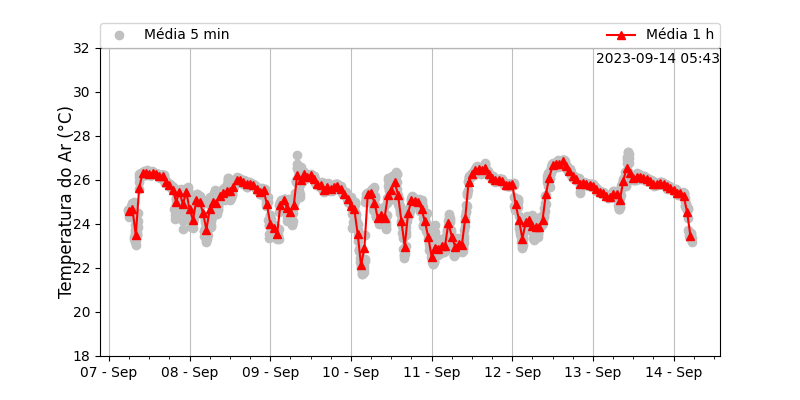 Média 5 min
Média 1 h
2023-09-14 05:43
Temperatura do Ar (°C)
32
30
28
26
24
22
20
18
07 - Sep
08 - Sep
09 - Sep
10 - Sep
11 - Sep
12 - Sep
13 - Sep
14 - Sep